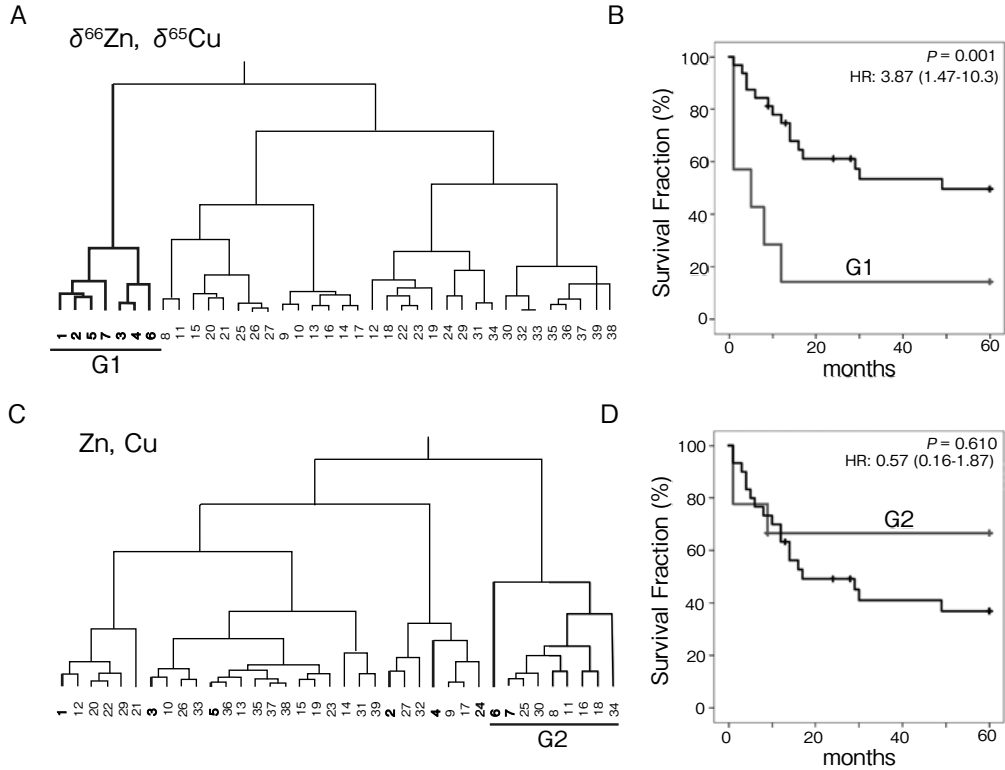 A
δ⁶⁶Zn, δ⁶⁵Cu
1 2 5 7 3 4 6 8 11 15 20 21 25 26 27 9 10 13 16 14 17 12 18 22 23 19 24 29 31 34 30 32 33 35 36 37 39 38
G1
B
P = 0.001
HR: 3.87 (1.47-10.3)
Survival Fraction (%)
100
80
60
40
20
0
G1
0 20 40 60
months
C
Zn, Cu
1 12 20 22 29 21 3 10 26 33 5 36 13 35 37 38 15 19 23 14 31 39 2 27 32 4 9 17 24 6 7 25 30 8 11 16 18 34
G2
D
P = 0.610
HR: 0.57 (0.16-1.87)
Survival Fraction (%)
100
80
60
40
20
0
G2
0 20 40 60
months